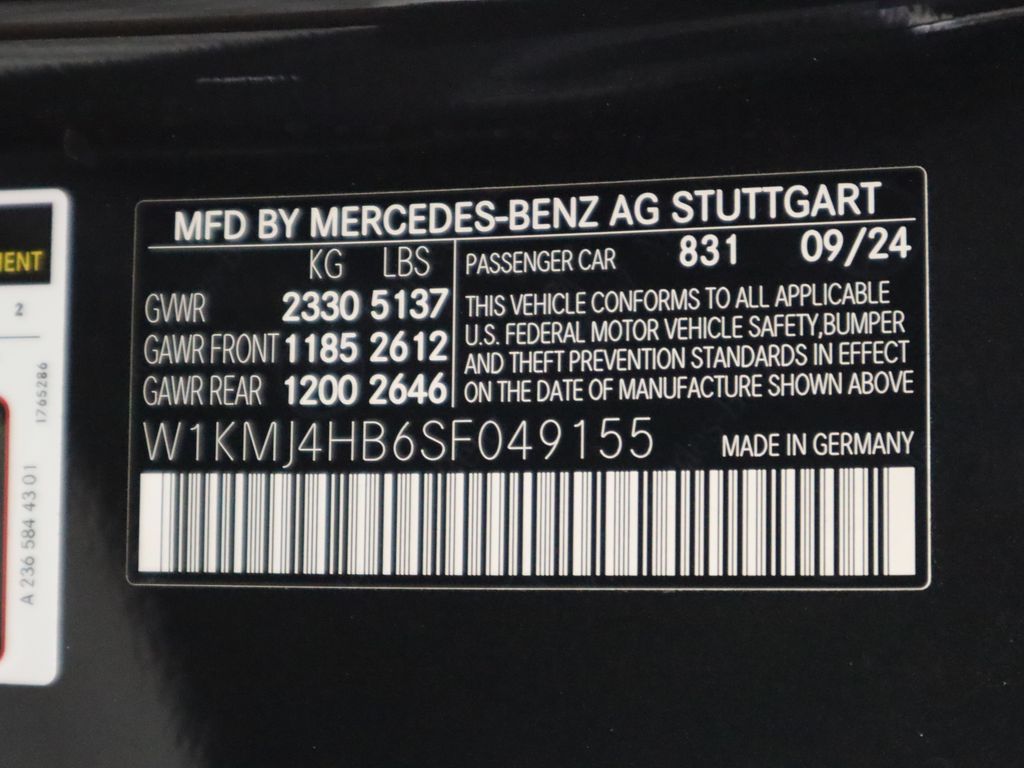 MFD BY MERCEDES-BENZ AG STUTTGART
KG LBS
GVWR 2330 5137
GAWR FRONT 1185 2612
GAWR REAR 1200 2646
PASSENGER CAR 831 09/24
THIS VEHICLE CONFORMS TO ALL APPLICABLE
U.S. FEDERAL MOTOR VEHICLE SAFETY,BUMPER
AND THEFT PREVENTION STANDARDS IN EFFECT
ON THE DATE OF MANUFACTURE SHOWN ABOVE
W1KMJ4HB6SF049155 MADE IN GERMANY
MENT
2
1765286
A 236 584 43 01